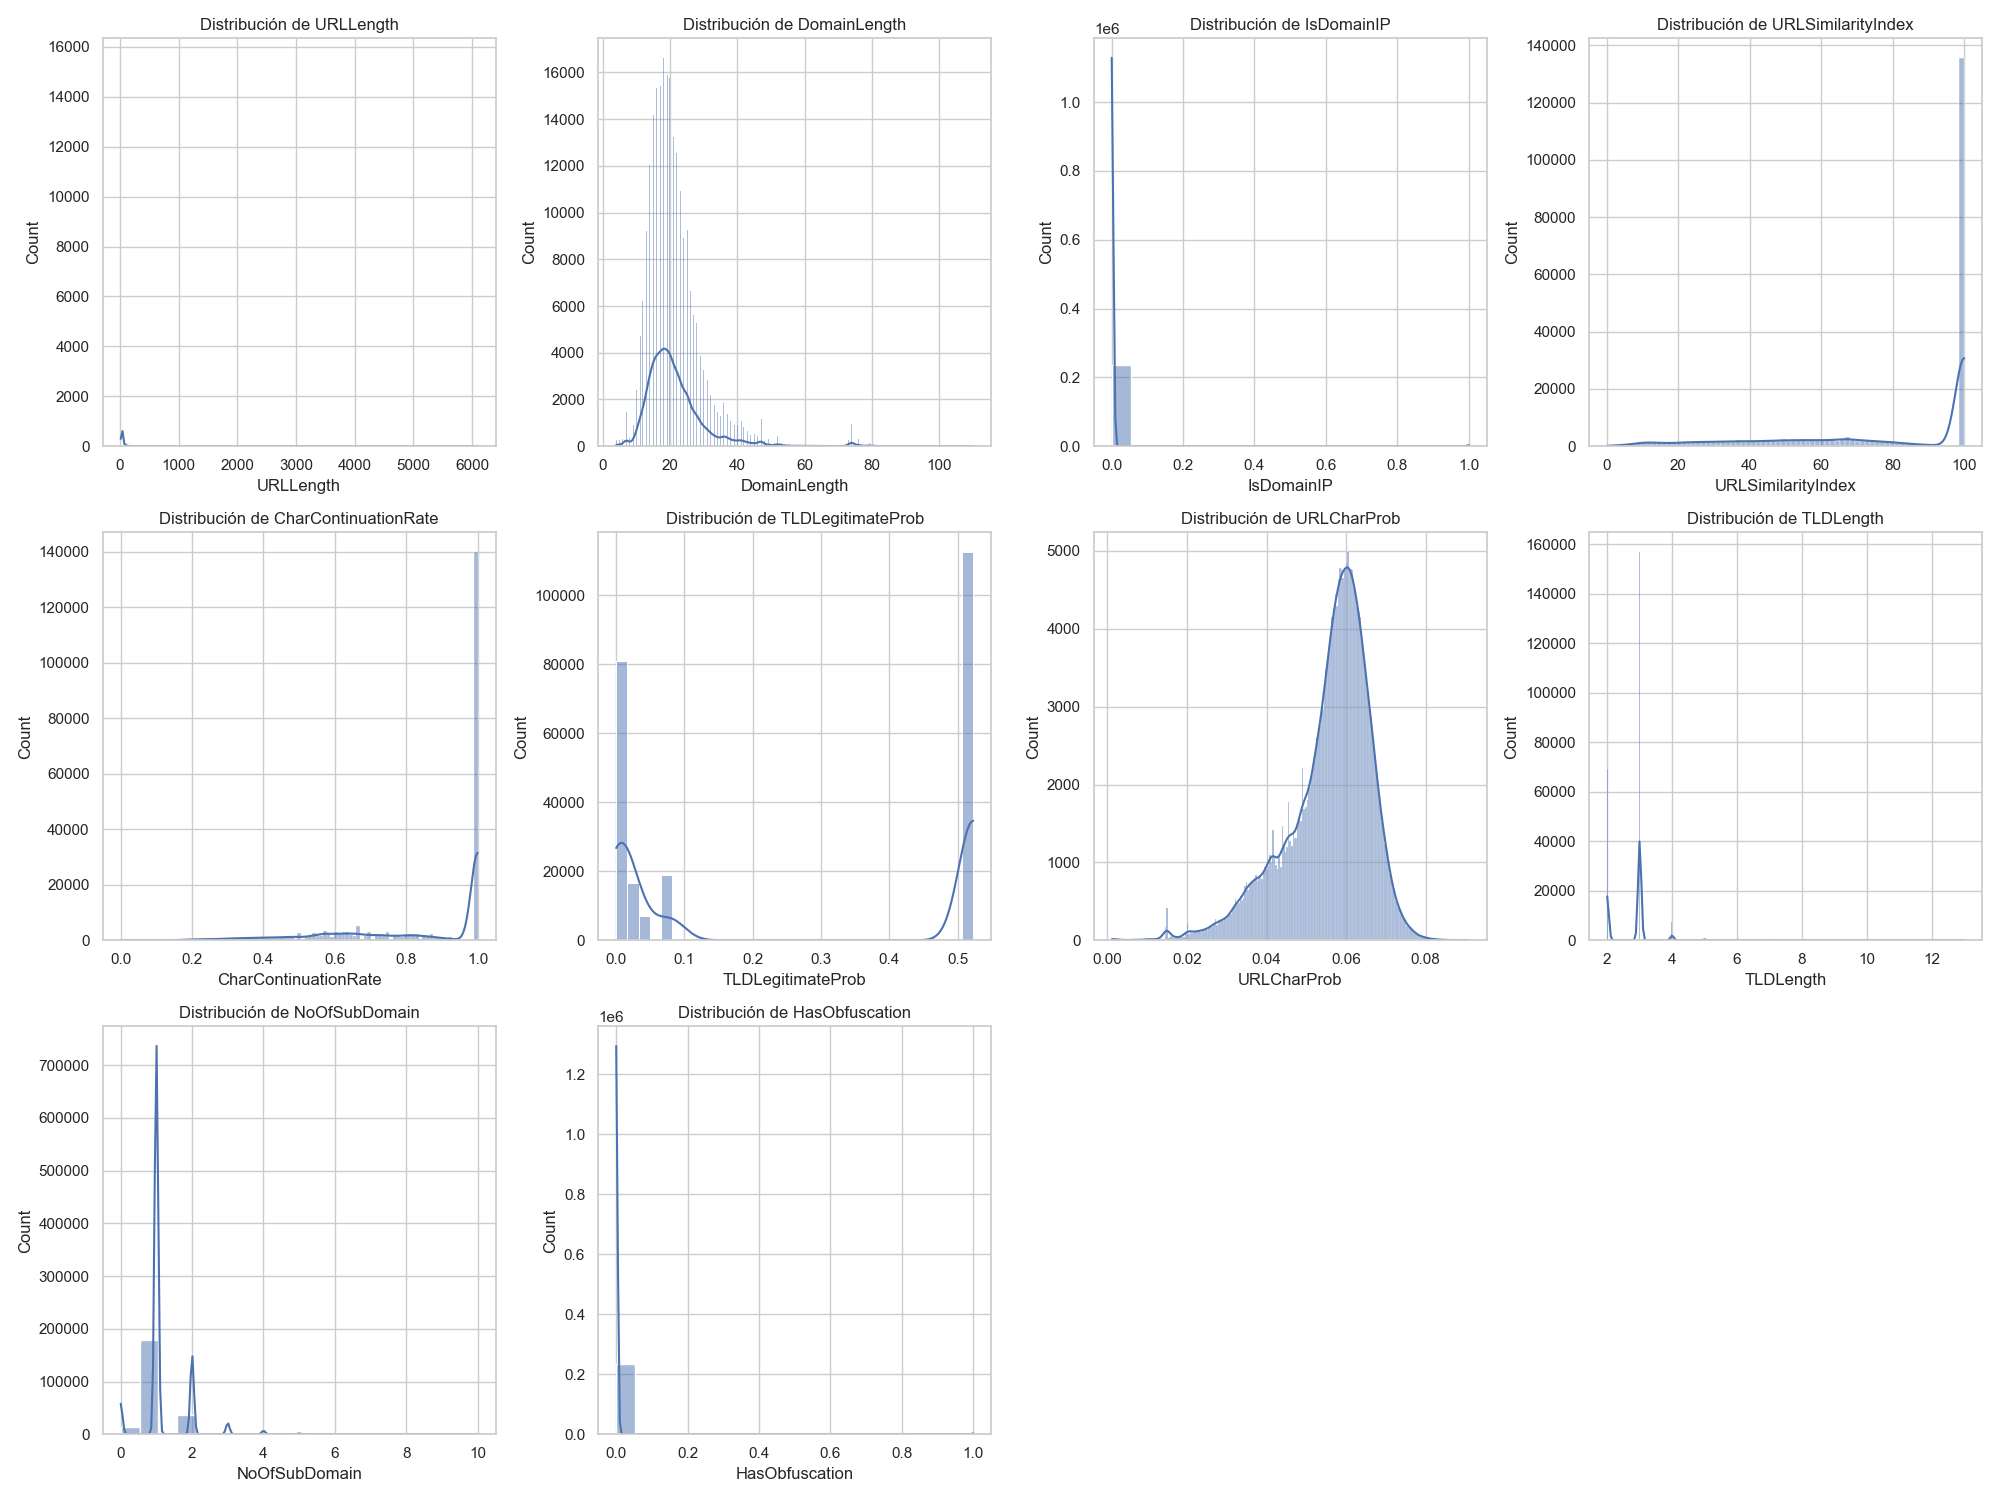 Distribución de URLLength
16000
14000
12000
10000
8000
6000
4000
2000
0
Count
0 1000 2000 3000 4000 5000 6000
URLLength
Distribución de DomainLength
16000
14000
12000
10000
8000
6000
4000
2000
0
Count
0 20 40 60 80 100
DomainLength
Distribución de IsDomainIP
1e6
1.0
0.8
0.6
0.4
0.2
0.0
Count
0.0 0.2 0.4 0.6 0.8 1.0
IsDomainIP
Distribución de URLSimilarityIndex
140000
120000
100000
80000
60000
40000
20000
0
Count
0 20 40 60 80 100
URLSimilarityIndex
Distribución de CharContinuationRate
140000
120000
100000
80000
60000
40000
20000
0
Count
0.0 0.2 0.4 0.6 0.8 1.0
CharContinuationRate
Distribución de TLDLegitimateProb
100000
80000
60000
40000
20000
0
Count
0.0 0.1 0.2 0.3 0.4 0.5
TLDLegitimateProb
Distribución de URLCharProb
5000
4000
3000
2000
1000
0
Count
0.00 0.02 0.04 0.06 0.08
URLCharProb
Distribución de TLDLength
160000
140000
120000
100000
80000
60000
40000
20000
0
Count
2 4 6 8 10 12
TLDLength
Distribución de NoOfSubDomain
700000
600000
500000
400000
300000
200000
100000
0
Count
0 2 4 6 8 10
NoOfSubDomain
Distribución de HasObfuscation
1e6
1.2
1.0
0.8
0.6
0.4
0.2
0.0
Count
0.0 0.2 0.4 0.6 0.8 1.0
HasObfuscation